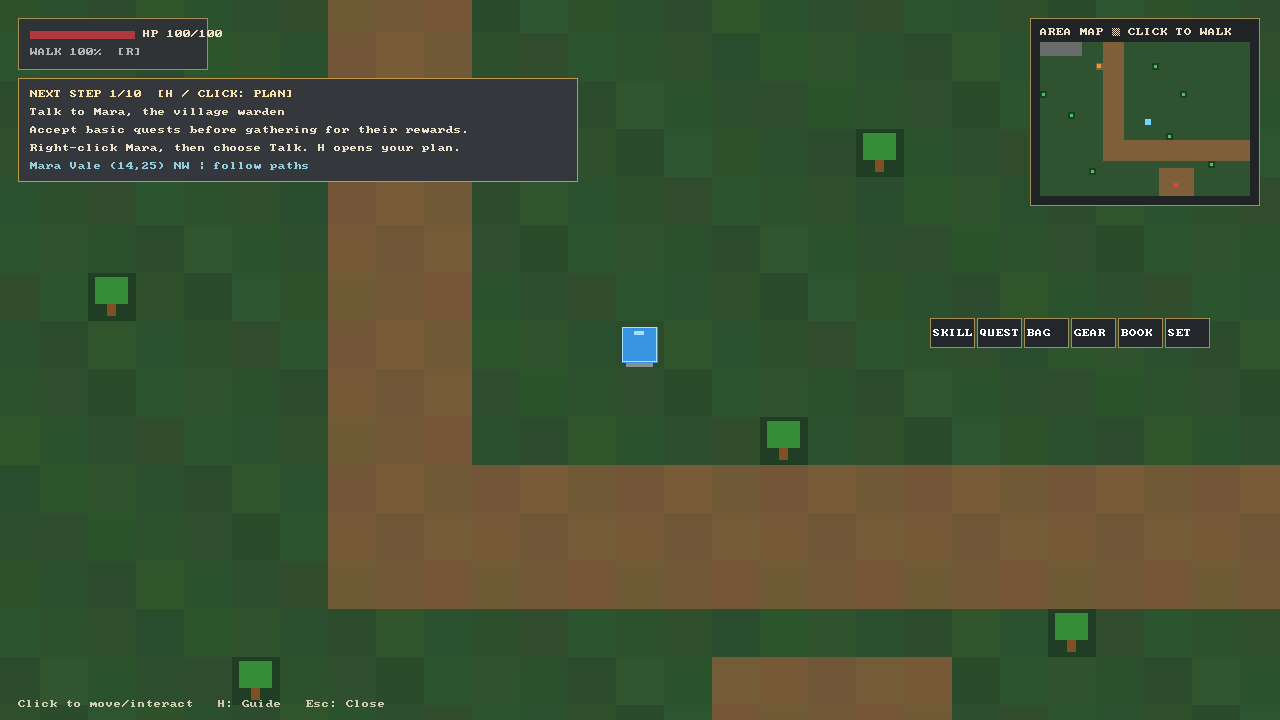 HP 100/100
WALK 100% [R]
NEXT STEP 1/10 [H / CLICK: PLAN]
Talk to Mara, the village warden
Accept basic quests before gathering for their rewards.
Right-click Mara, then choose Talk. H opens your plan.
Mara Vale (14,25) NW ¦ follow paths
AREA MAP ▒ CLICK TO WALK
SKILL QUEST BAG GEAR BOOK SET
Click to move/interact H: Guide Esc: Close